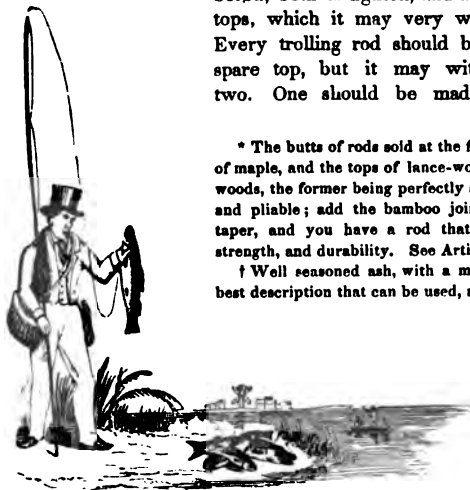 tops, which it may very w
Every trolling rod should b
spare top, but it may wit
two. One should be mad
* The butts of rods sold at the f
of maple, and the tops of lance-wo
woods, the former being perfectly
and pliable; add the bamboo join
taper, and you have a rod that
strength, and durability. See Arti
† Well seasoned ash, with a m
best description that can be used, a